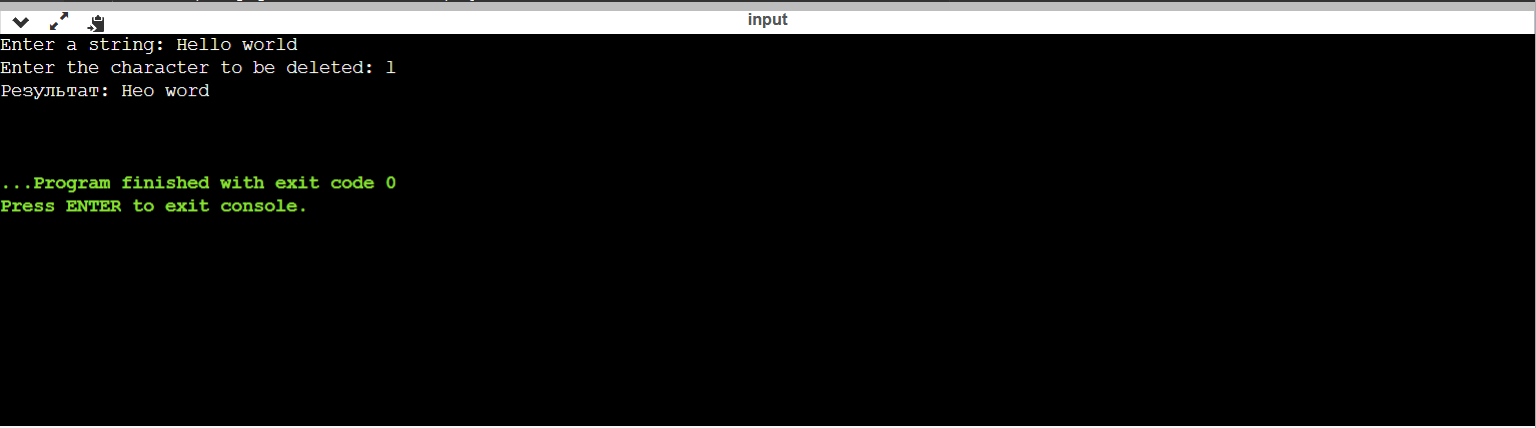 input
Enter a string: Hello world
Enter the character to be deleted: l
Результат: Heo word
...Program finished with exit code 0
Press ENTER to exit console.